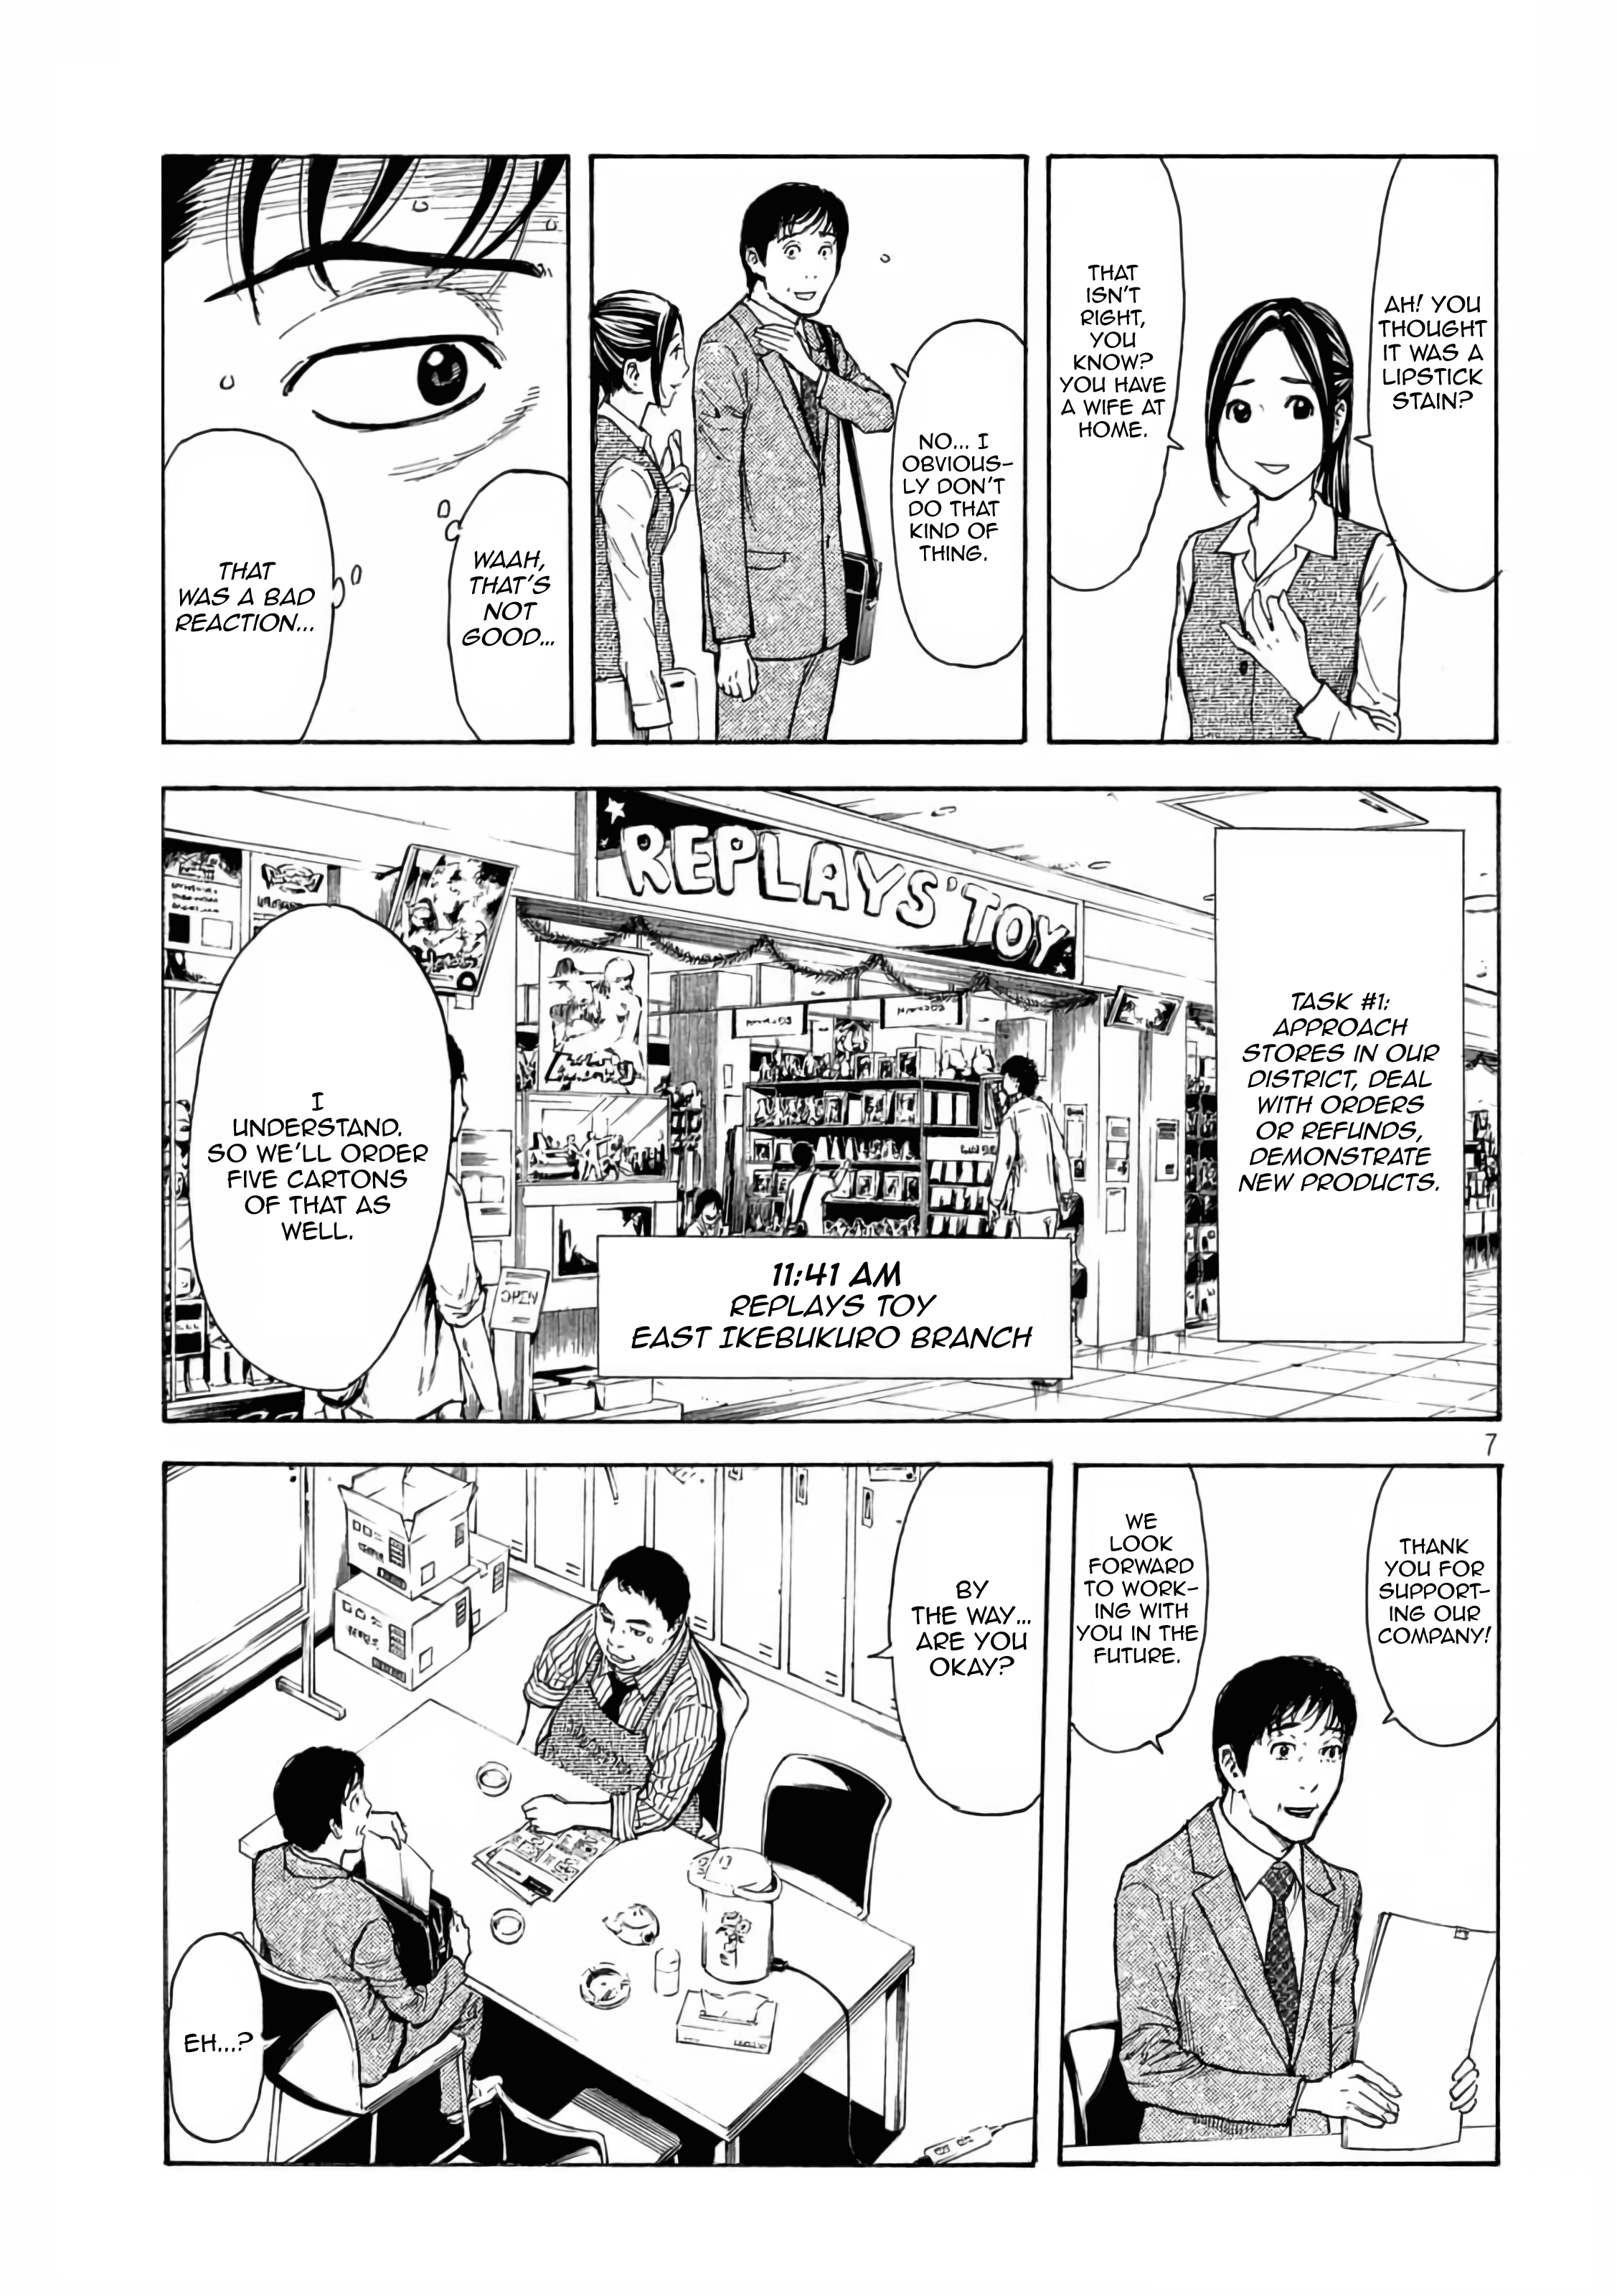 AH! YOU
THOUGHT
IT WAS A
LIPSTICK
STAIN?
THAT
ISN'T
RIGHT,
YOU
KNOW?
YOU HAVE
A WIFE AT
HOME.
NO... I
OBVIOUS-
LY DON'T
DO THAT
KIND OF
THING.
WAAH,
THAT'S
NOT
GOOD...
THAT
WAS A BAD
REACTION...
REPLAYS' TOY
TASK #1:
APPROACH
STORES IN OUR
DISTRICT, DEAL
WITH ORDERS
OR REFUNDS,
DEMONSTRATE
NEW PRODUCTS.
11:41 AM
REPLAYS TOY
EAST IKEBUKURO BRANCH
I
UNDERSTAND.
SO WE'LL ORDER
FIVE CARTONS
OF THAT AS
WELL.
7
THANK
YOU FOR
SUPPORT-
ING OUR
COMPANY!
WE
LOOK
FORWARD
TO WORK-
ING WITH
YOU IN THE
FUTURE.
BY
THE WAY...
ARE YOU
OKAY?
EH...?